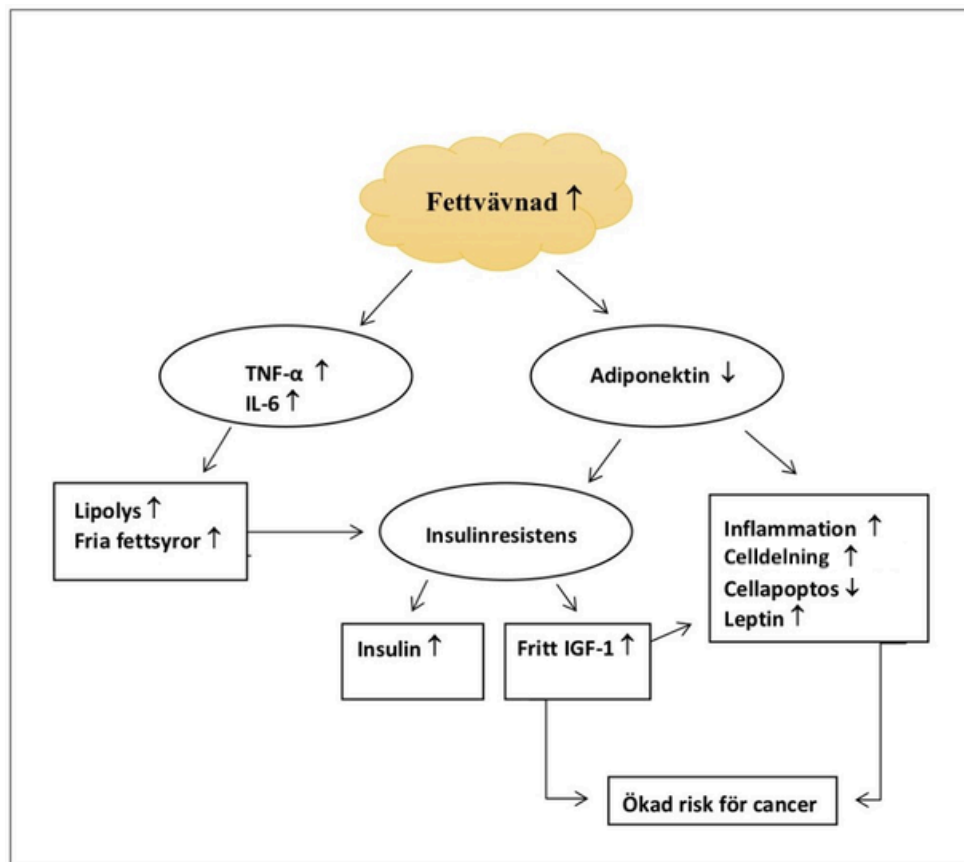 Fettvävnad ↑
TNF-α ↑
IL-6 ↑
Adiponektin ↓
Lipolys ↑
Fria fettsyror ↑
Insulinresistens
Inflammation ↑
Celldelning ↑
Cellapoptos ↓
Leptin ↑
Insulin ↑
Fritt IGF-1 ↑
Ökad risk för cancer